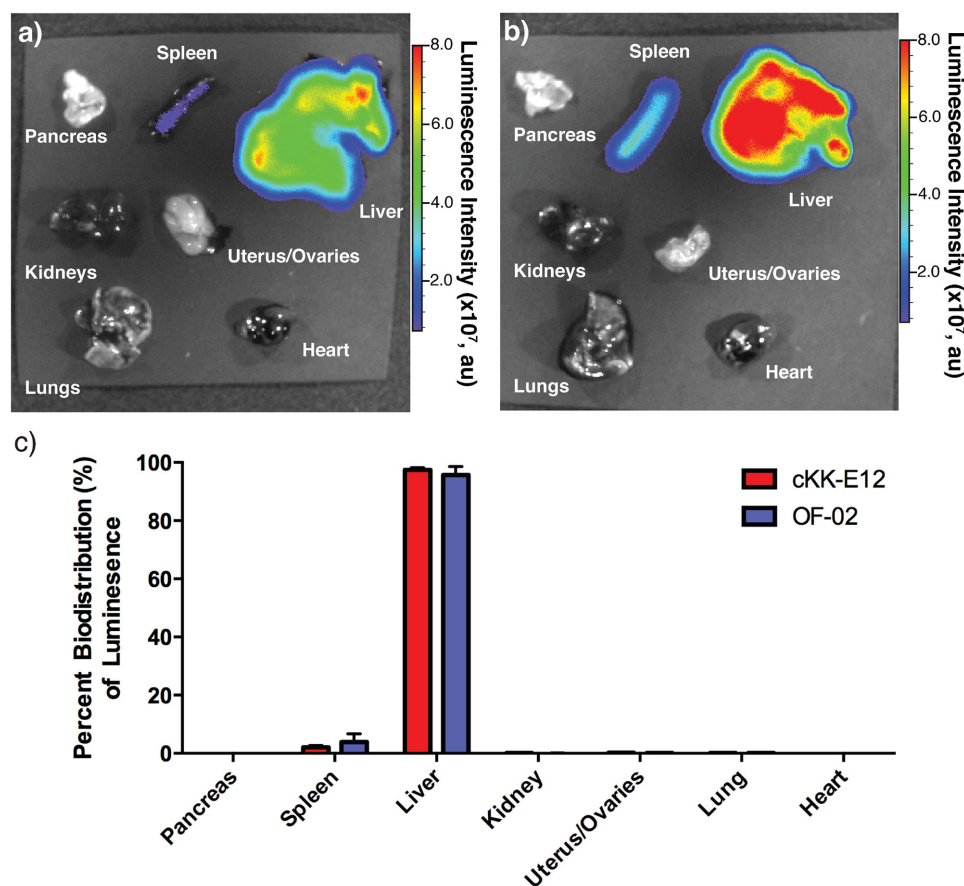 a)
Spleen
Pancreas
Liver
Kidneys
Uterus/Ovaries
Lungs
Heart
8.0
6.0
4.0
2.0
Luminescence Intensity (x10⁷, au)
b)
Spleen
Pancreas
Liver
Kidneys
Uterus/Ovaries
Lungs
Heart
8.0
6.0
4.0
2.0
Luminescence Intensity (x10⁷, au)
c)
Percent Biodistribution (%)
of Luminesence
100
80
60
40
20
0
cKK-E12
OF-02
Pancreas
Spleen
Liver
Kidney
Uterus/Ovaries
Lung
Heart